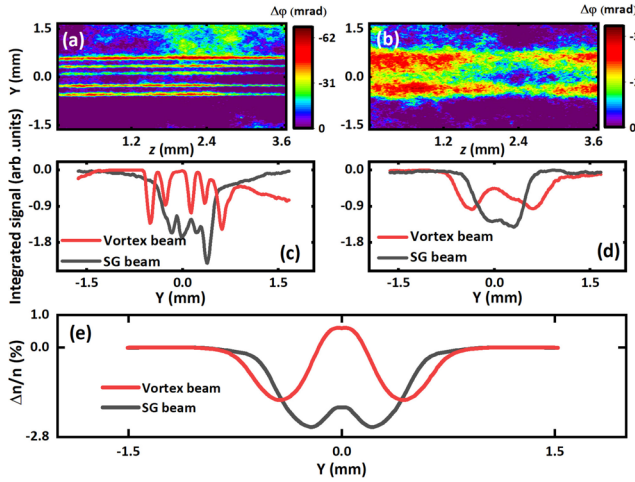 Δφ (mrad)
Δφ (mrad)
1.5
(a)
-62
1.5
(b)
Y (mm)
0.0
-31
0.0
-1.5
0
-1.5
0
1.2 2.4 3.6
1.2 2.4 3.6
z (mm)
z (mm)
Integrated signal (arb .units)
0.0
-0.9
-1.8
Vortex beam
SG beam
(c)
-1.5 0.0 1.5
Y (mm)
0.0
-0.9
-1.8
Vortex beam
SG beam
(d)
-1.5 0.0 1.5
Y (mm)
Δn/n (%)
1.0
0.0
-2.8
(e)
Vortex beam
SG beam
-1.5 0.0 1.5
Y (mm)